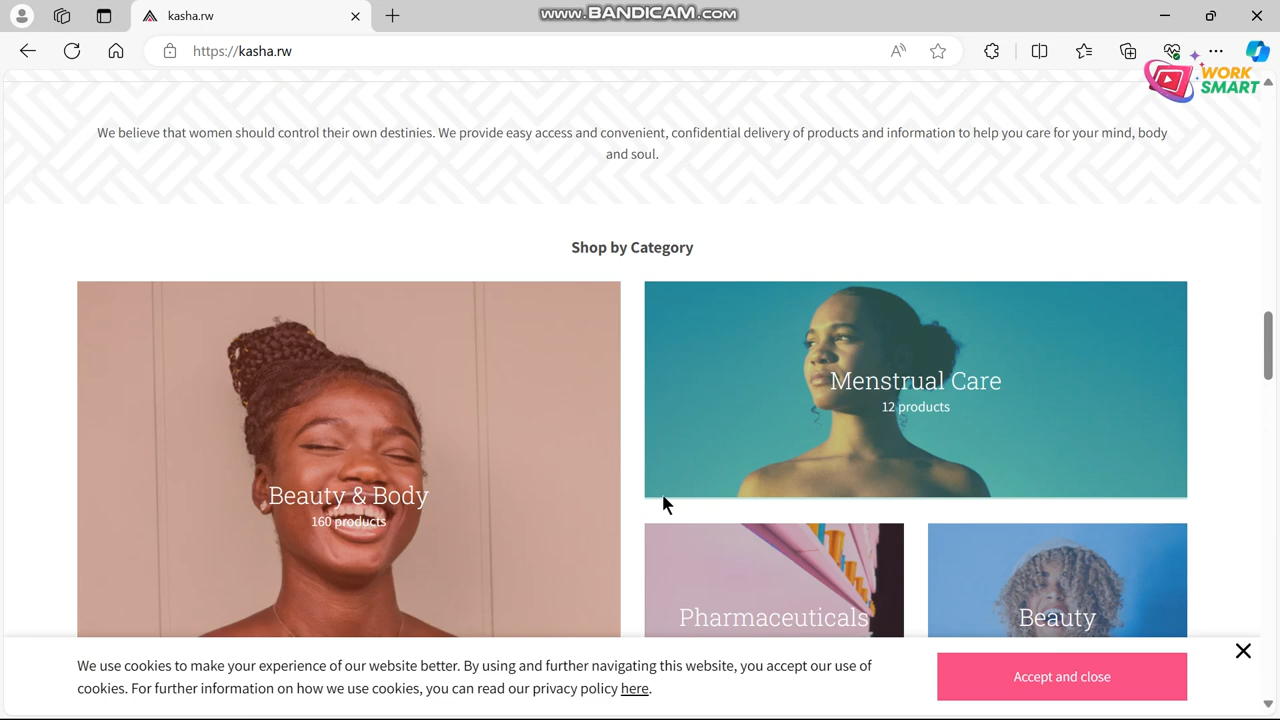 www.BANDICAM.com
kasha.rw
https://kasha.rw
WORK
SMART
We believe that women should control their own destinies. We provide easy access and convenient, confidential delivery of products and information to help you care for your mind, body
and soul.
Shop by Category
Menstrual Care
12 products
Beauty & Body
160 products
Pharmaceuticals
Beauty
We use cookies to make your experience of our website better. By using and further navigating this website, you accept our use of
cookies. For further information on how we use cookies, you can read our privacy policy here.
Accept and close